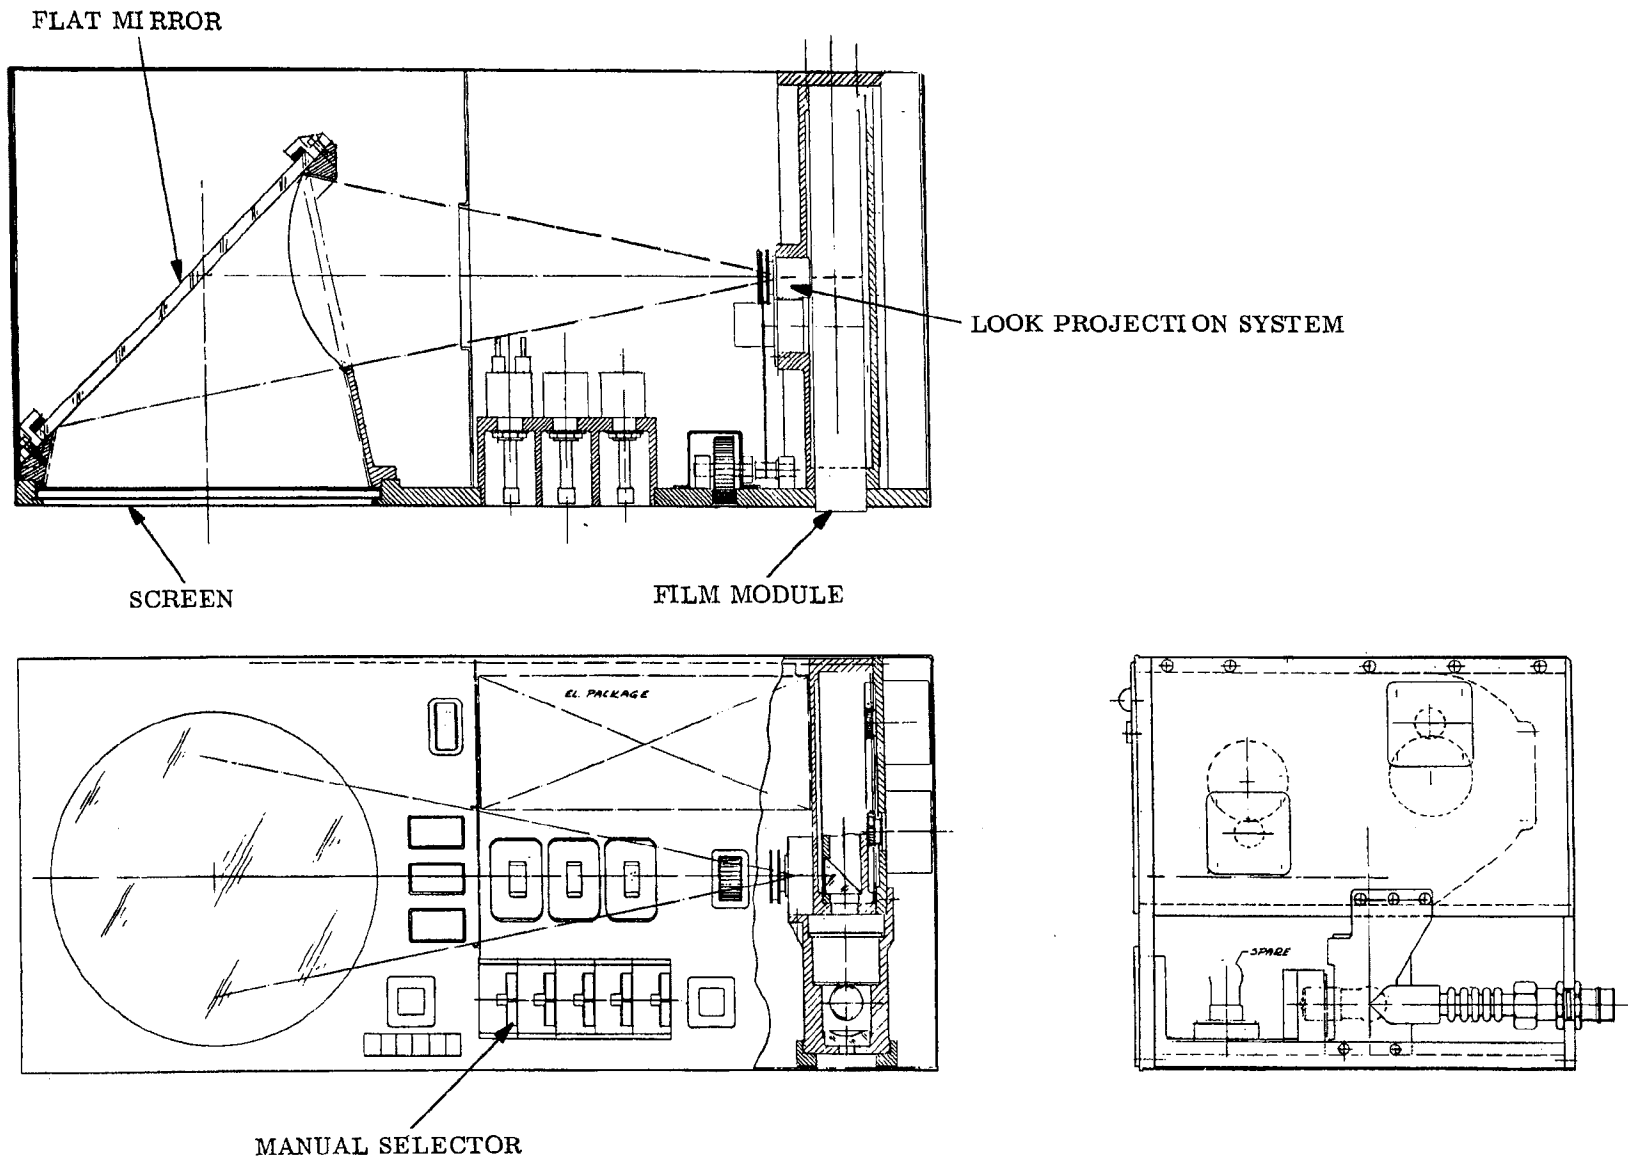 FLAT MIRROR
LOOK PROJECTION SYSTEM
SCREEN
FILM MODULE
EL. PACKAGE
SPARE
MANUAL SELECTOR